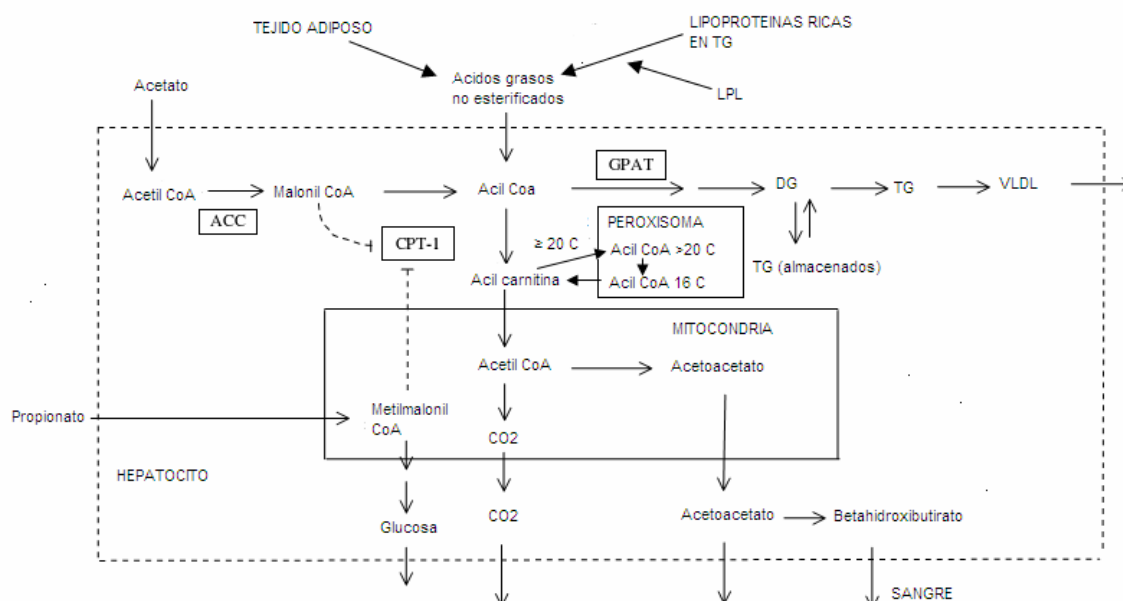 TEJIDO ADIPOSO
LIPOPROTEINAS RICAS
EN TG
Acetato
Acidos grasos
no esterificados
LPL
GPAT
Acetil CoA
Malonil CoA
Acil Coa
DG
TG
VLDL
ACC
CPT-1
≥ 20 C
PEROXISOMA
Acil CoA >20 C
Acil CoA 16 C
TG (almacenados)
Acil carnitina
MITOCONDRIA
Acetil CoA
Acetoacetato
Propionato
Metilmalonil
CoA
CO2
HEPATOCITO
Glucosa
CO2
Acetoacetato
Betahidroxibutirato
SANGRE